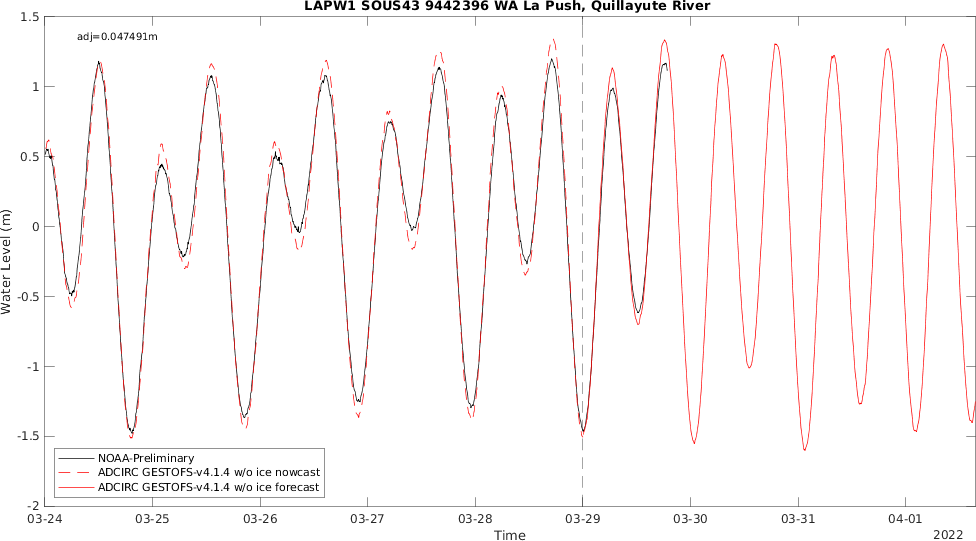 LAPW1 SOUS43 9442396 WA La Push, Quillayute River
adj=0.047491m
1.5
1
0.5
0
-0.5
-1
-1.5
-2
Water Level (m)
NOAA-Preliminary
ADCIRC GESTOFS-v4.1.4 w/o ice nowcast
ADCIRC GESTOFS-v4.1.4 w/o ice forecast
03-24 03-25 03-26 03-27 03-28 03-29 03-30 03-31 04-01
Time
2022